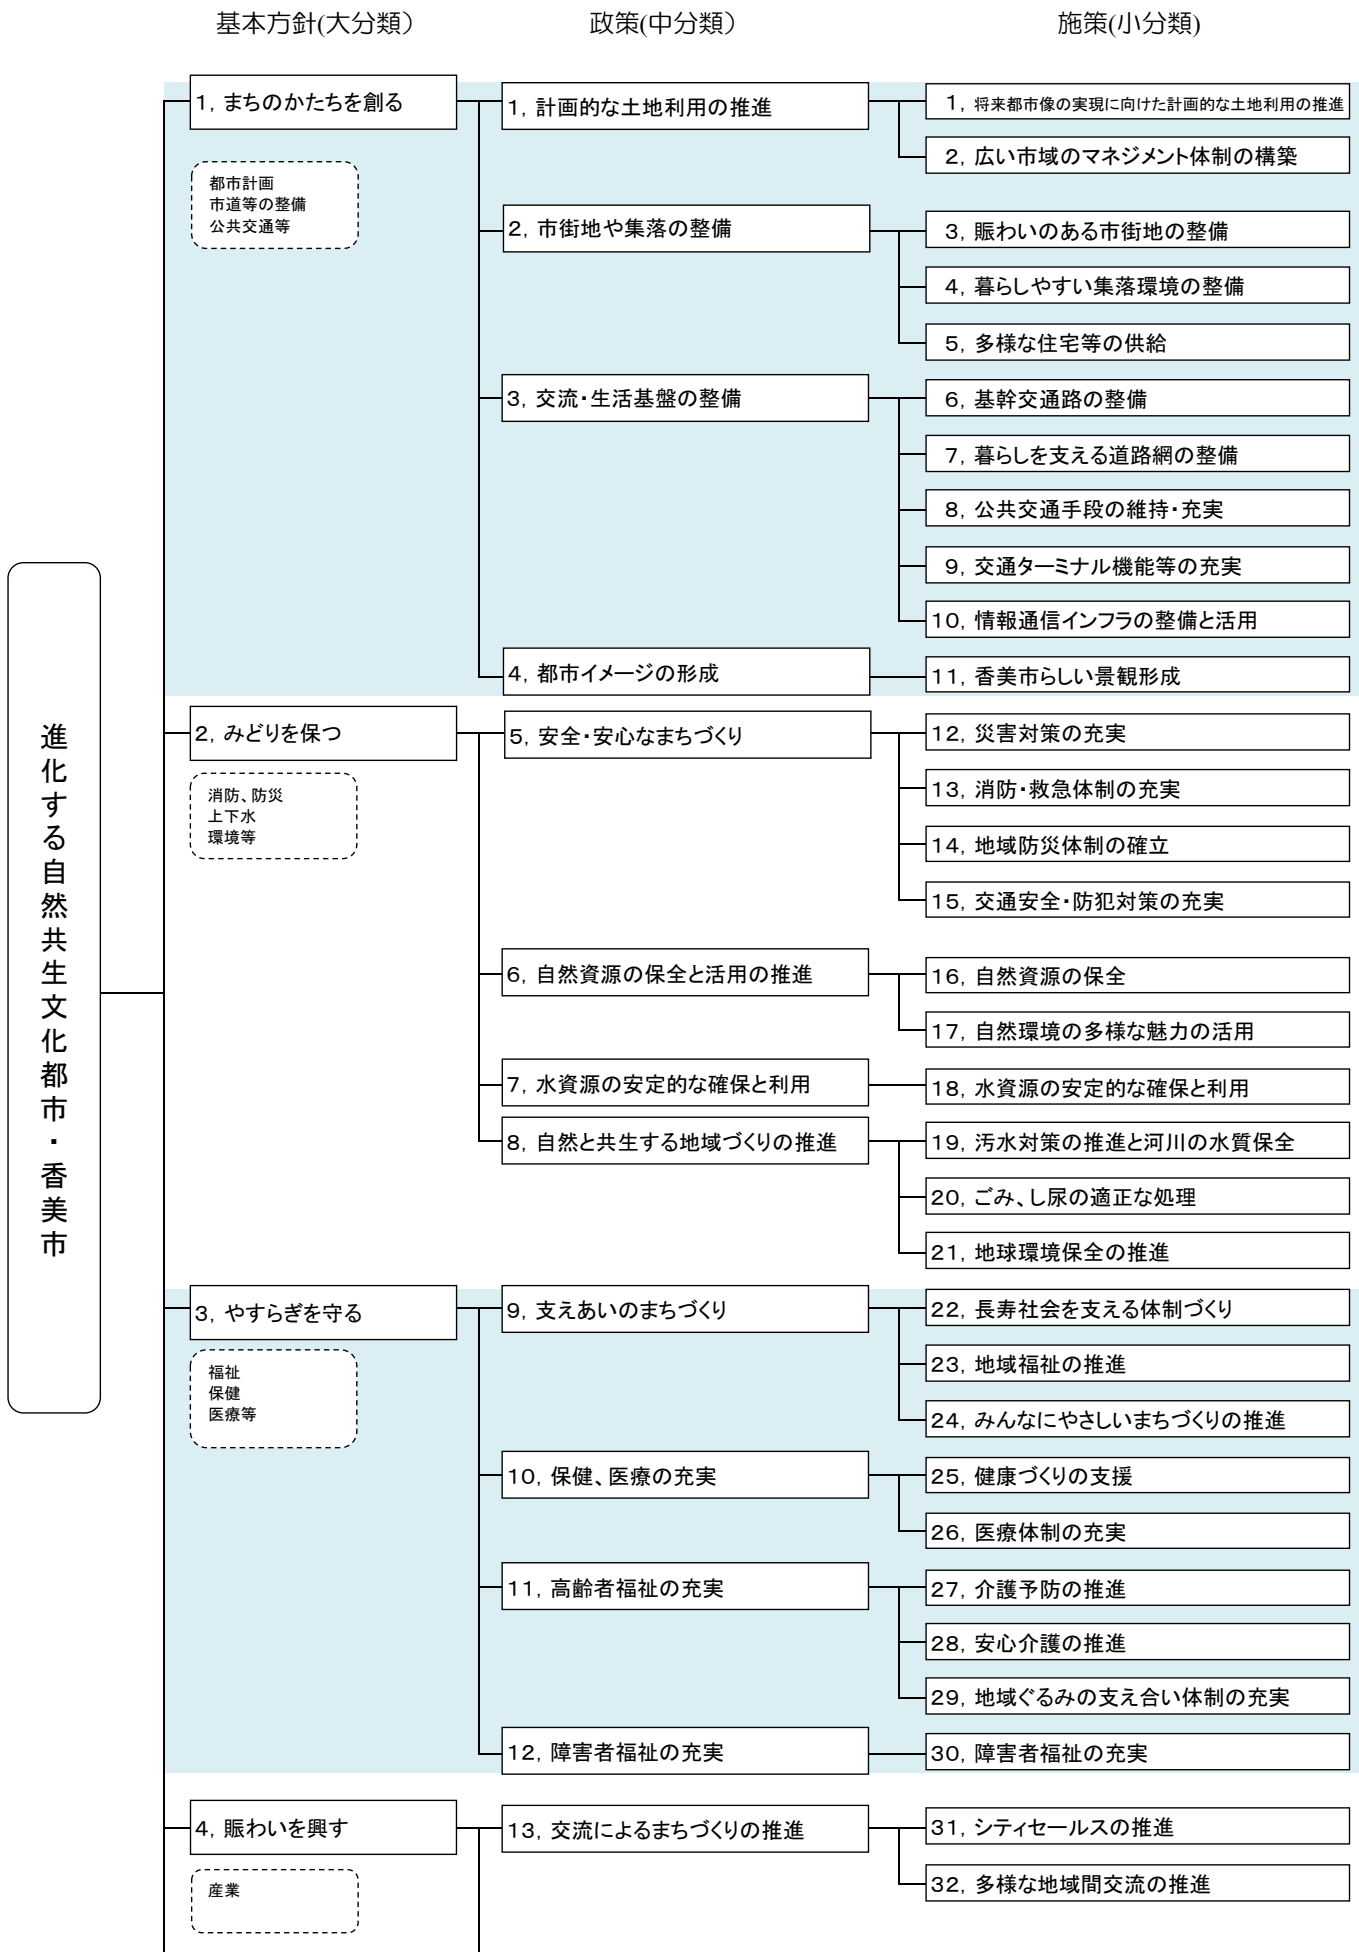 基本方針(大分類)
政策(中分類)
施策(小分類)
進化する自然共生文化都市・香美市
1, まちのかたちを創る
都市計画
市道等の整備
公共交通等
1, 計画的な土地利用の推進
1, 将来都市像の実現に向けた計画的な土地利用の推進
2, 広い市域のマネジメント体制の構築
2, 市街地や集落の整備
3, 賑わいのある市街地の整備
4, 暮らしやすい集落環境の整備
5, 多様な住宅等の供給
3, 交流・生活基盤の整備
6, 基幹交通路の整備
7, 暮らしを支える道路網の整備
8, 公共交通手段の維持・充実
9, 交通ターミナル機能等の充実
10, 情報通信インフラの整備と活用
4, 都市イメージの形成
11, 香美市らしい景観形成
2, みどりを保つ
消防、防災
上下水
環境等
5, 安全・安心なまちづくり
12, 災害対策の充実
13, 消防・救急体制の充実
14, 地域防災体制の確立
15, 交通安全・防犯対策の充実
6, 自然資源の保全と活用の推進
16, 自然資源の保全
17, 自然環境の多様な魅力の活用
7, 水資源の安定的な確保と利用
18, 水資源の安定的な確保と利用
8, 自然と共生する地域づくりの推進
19, 汚水対策の推進と河川の水質保全
20, ごみ、し尿の適正な処理
21, 地球環境保全の推進
3, やすらぎを守る
福祉
保健
医療等
9, 支えあいのまちづくり
22, 長寿社会を支える体制づくり
23, 地域福祉の推進
24, みんなにやさしいまちづくりの推進
10, 保健、医療の充実
25, 健康づくりの支援
26, 医療体制の充実
11, 高齢者福祉の充実
27, 介護予防の推進
28, 安心介護の推進
29, 地域ぐるみの支え合い体制の充実
12, 障害者福祉の充実
30, 障害者福祉の充実
4, 賑わいを興す
産業
13, 交流によるまちづくりの推進
31, シティセールスの推進
32, 多様な地域間交流の推進